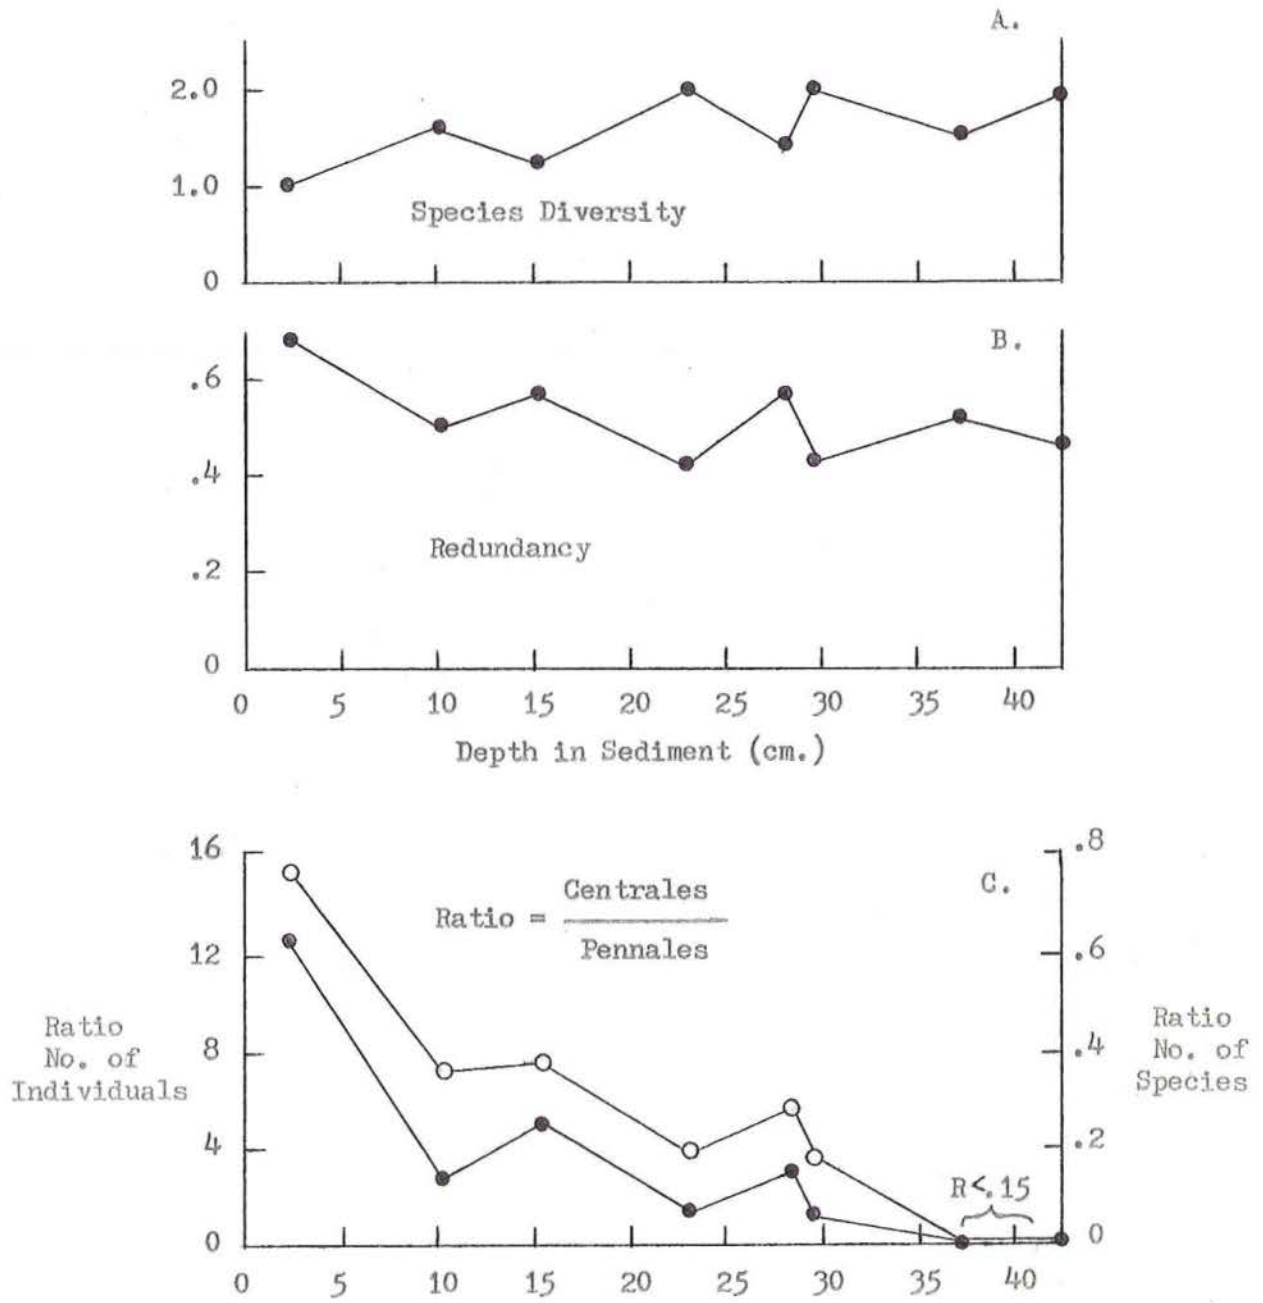 A.
2.0
1.0
Species Diversity
0
B.
.6
.4
Redundancy
.2
0
0 5 10 15 20 25 30 35 40
Depth in Sediment (cm.)
16 .8
C.
Centrales
Ratio =
Pennales
12 .6
Ratio
No. of
Individuals
Ratio
No. of
Species
8 .4
4 .2
R<.15
0 0
0 5 10 15 20 25 30 35 40